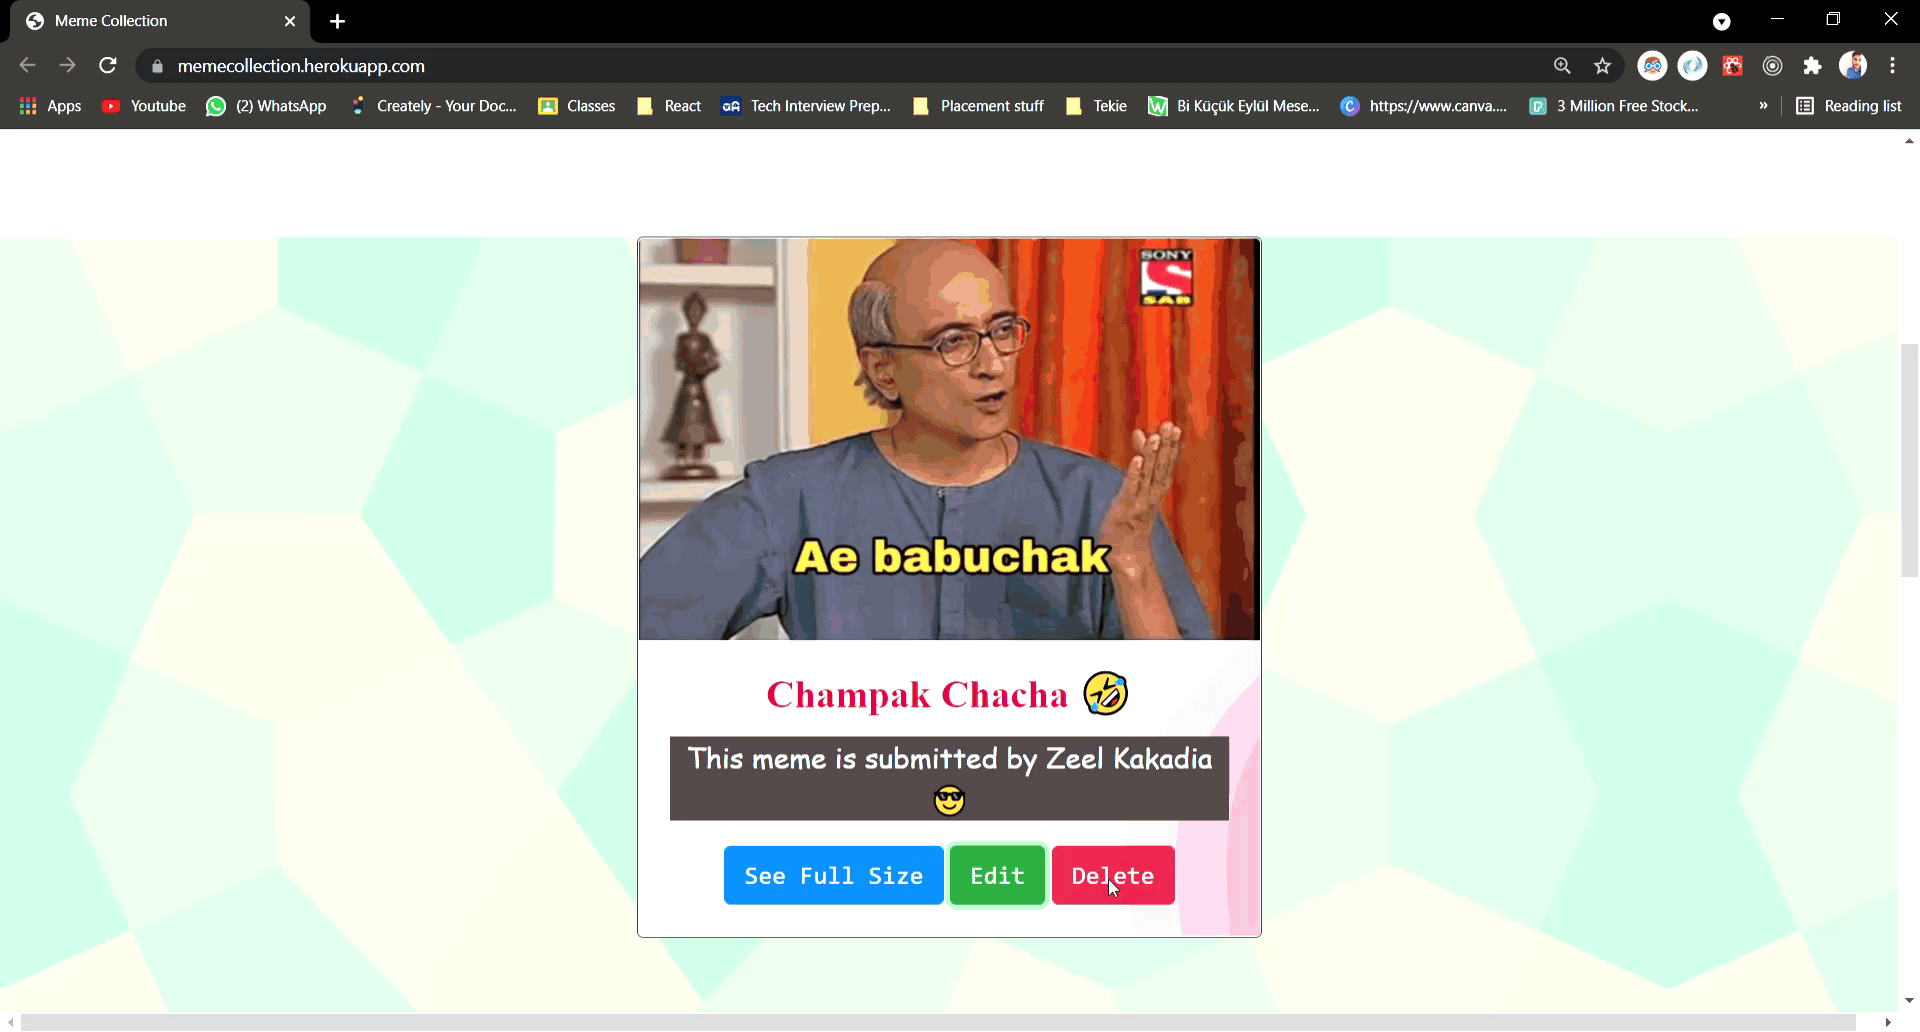 Meme Collection
memecollection.herokuapp.com
Apps Youtube (2) WhatsApp Creately - Your Doc... Classes React Tech Interview Prep... Placement stuff Tekie Bi Küçük Eylül Mese... https://www.canva.... 3 Million Free Stock... » Reading list
SONY
SAB
Ae babuchak
Champak Chacha 🤣
This meme is submitted by Zeel Kakadia
😎
See Full Size Edit Delete